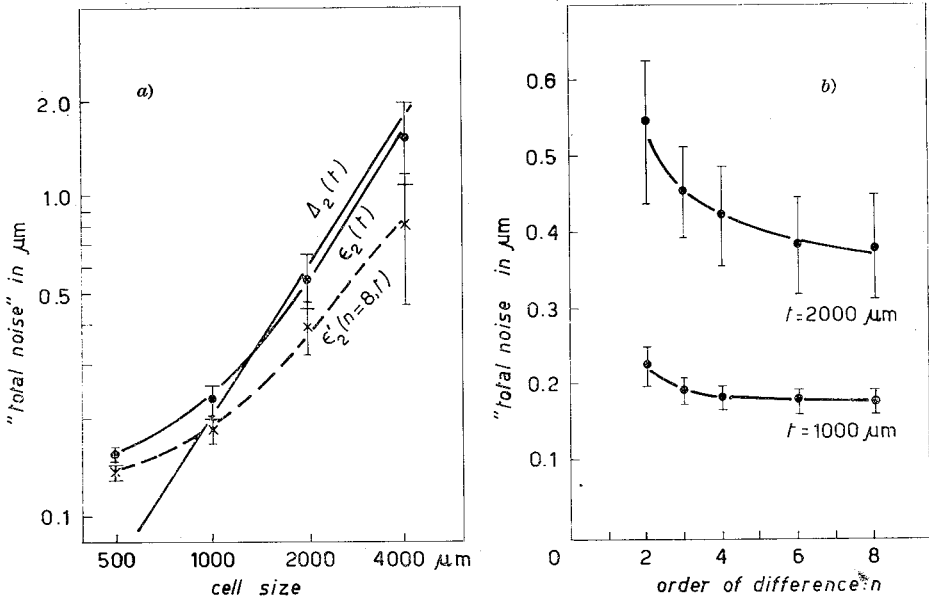 a)
2.0
1.0
0.5
0.1
"total noise" in μm
Δ₂(t)
ϵ₂(t)
ϵ′₂(n=8,t)
500 1000 2000 4000 μm
cell size
b)
0.6
0.5
0.4
0.3
0.2
0.1
0
"total noise" in μm
t=2000 μm
t=1000 μm
2 4 6 8
order of difference n